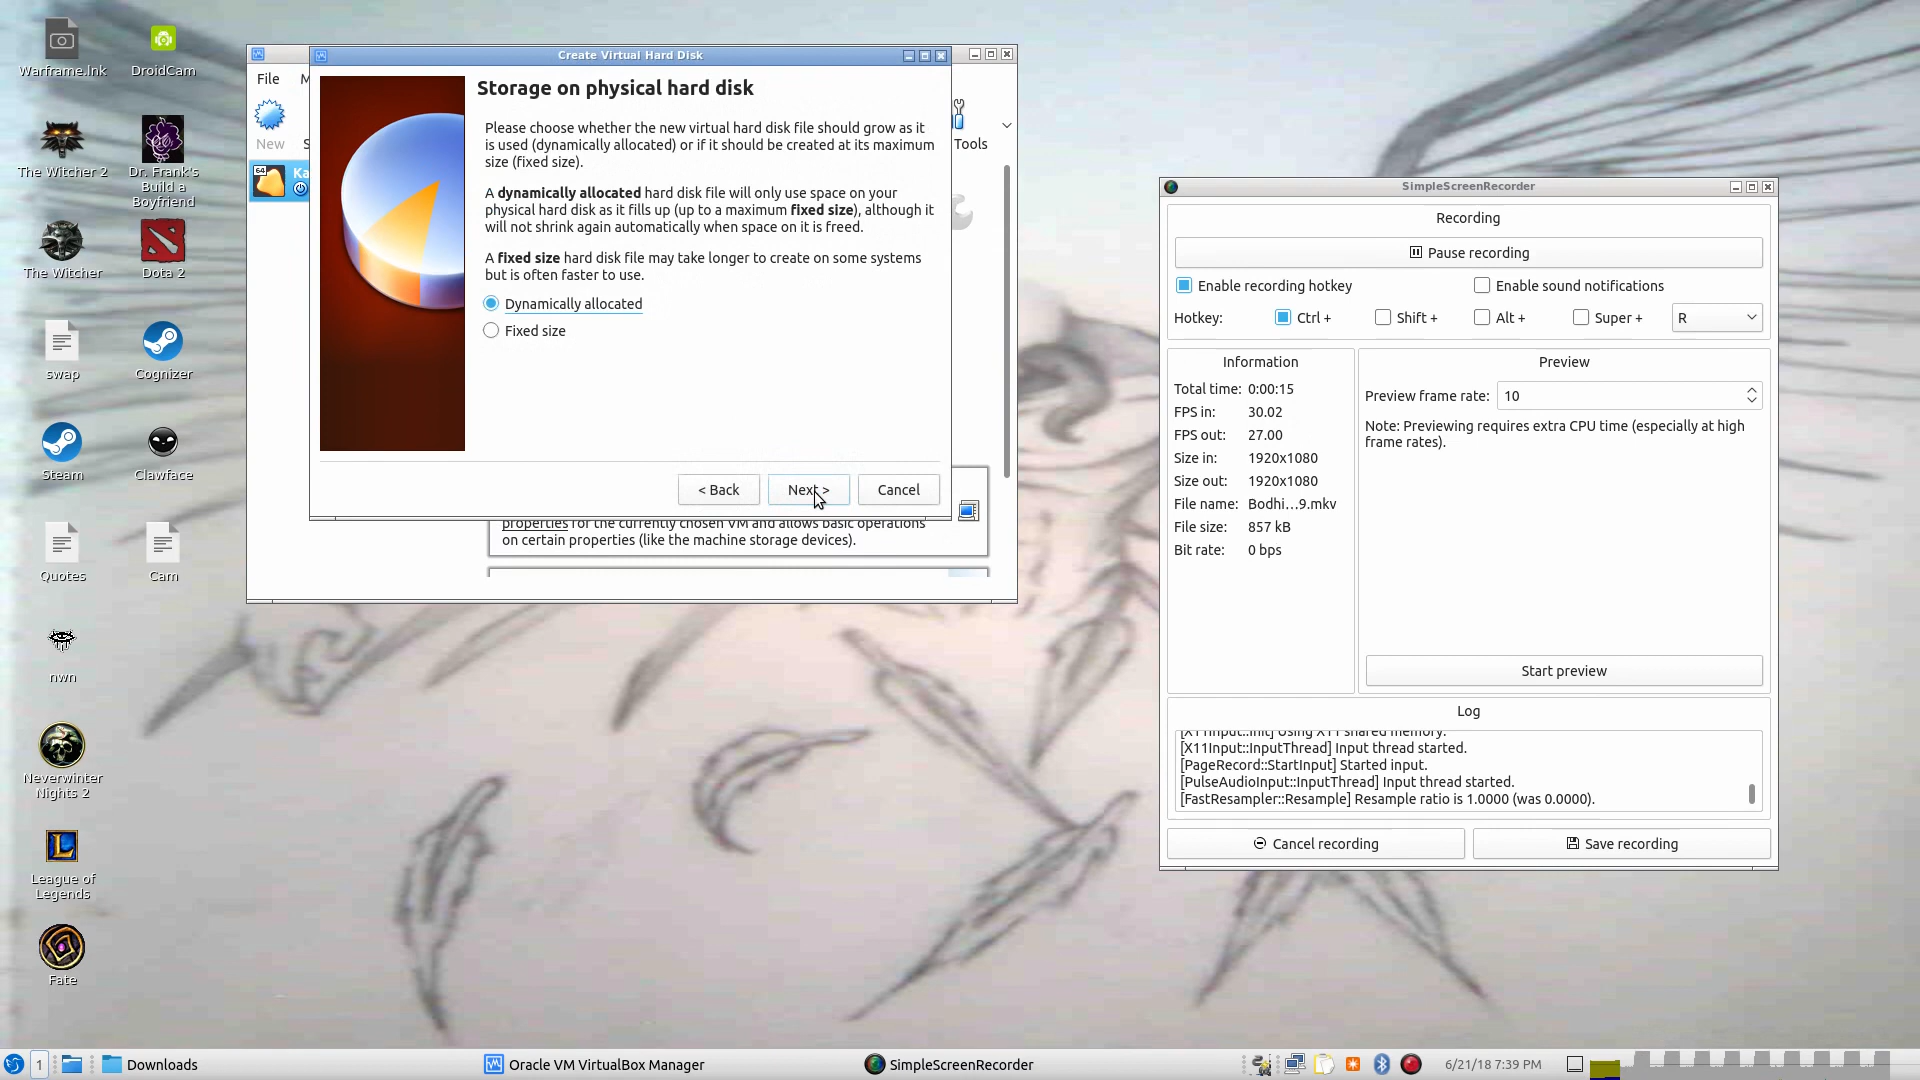 Warframe.lnk
DroidCam
The Witcher 2
Dr. Frank's
Build a
Boyfriend
The Witcher
Dota 2
swap
Cognizer
Steam
Clawface
Quotes
Cam
nwn
Neverwinter
Nights 2
League of
Legends
Fate
File
New
Tools
64
Create Virtual Hard Disk
Storage on physical hard disk
Please choose whether the new virtual hard disk file should grow as it
is used (dynamically allocated) or if it should be created at its maximum
size (fixed size).
A dynamically allocated hard disk file will only use space on your
physical hard disk as it fills up (up to a maximum fixed size), although it
will not shrink again automatically when space on it is freed.
A fixed size hard disk file may take longer to create on some systems
but is often faster to use.
Dynamically allocated
Fixed size
< Back
Next >
Cancel
properties for the currently chosen VM and allows basic operations
on certain properties (like the machine storage devices).
SimpleScreenRecorder
Recording
Pause recording
Enable recording hotkey
Enable sound notifications
Hotkey:
Ctrl +
Shift +
Alt +
Super +
R
Information
Total time: 0:00:15
FPS in: 30.02
FPS out: 27.00
Size in: 1920x1080
Size out: 1920x1080
File name: Bodhi...9.mkv
File size: 857 kB
Bit rate: 0 bps
Preview
Preview frame rate: 10
Note: Previewing requires extra CPU time (especially at high
frame rates).
Start preview
Log
[X11Input::Init] Using X11 shared memory.
[X11Input::InputThread] Input thread started.
[PageRecord::StartInput] Started input.
[PulseAudioInput::InputThread] Input thread started.
[FastResampler::Resample] Resample ratio is 1.0000 (was 0.0000).
Cancel recording
Save recording
1
Downloads
Oracle VM VirtualBox Manager
SimpleScreenRecorder
6/21/18 7:39 PM